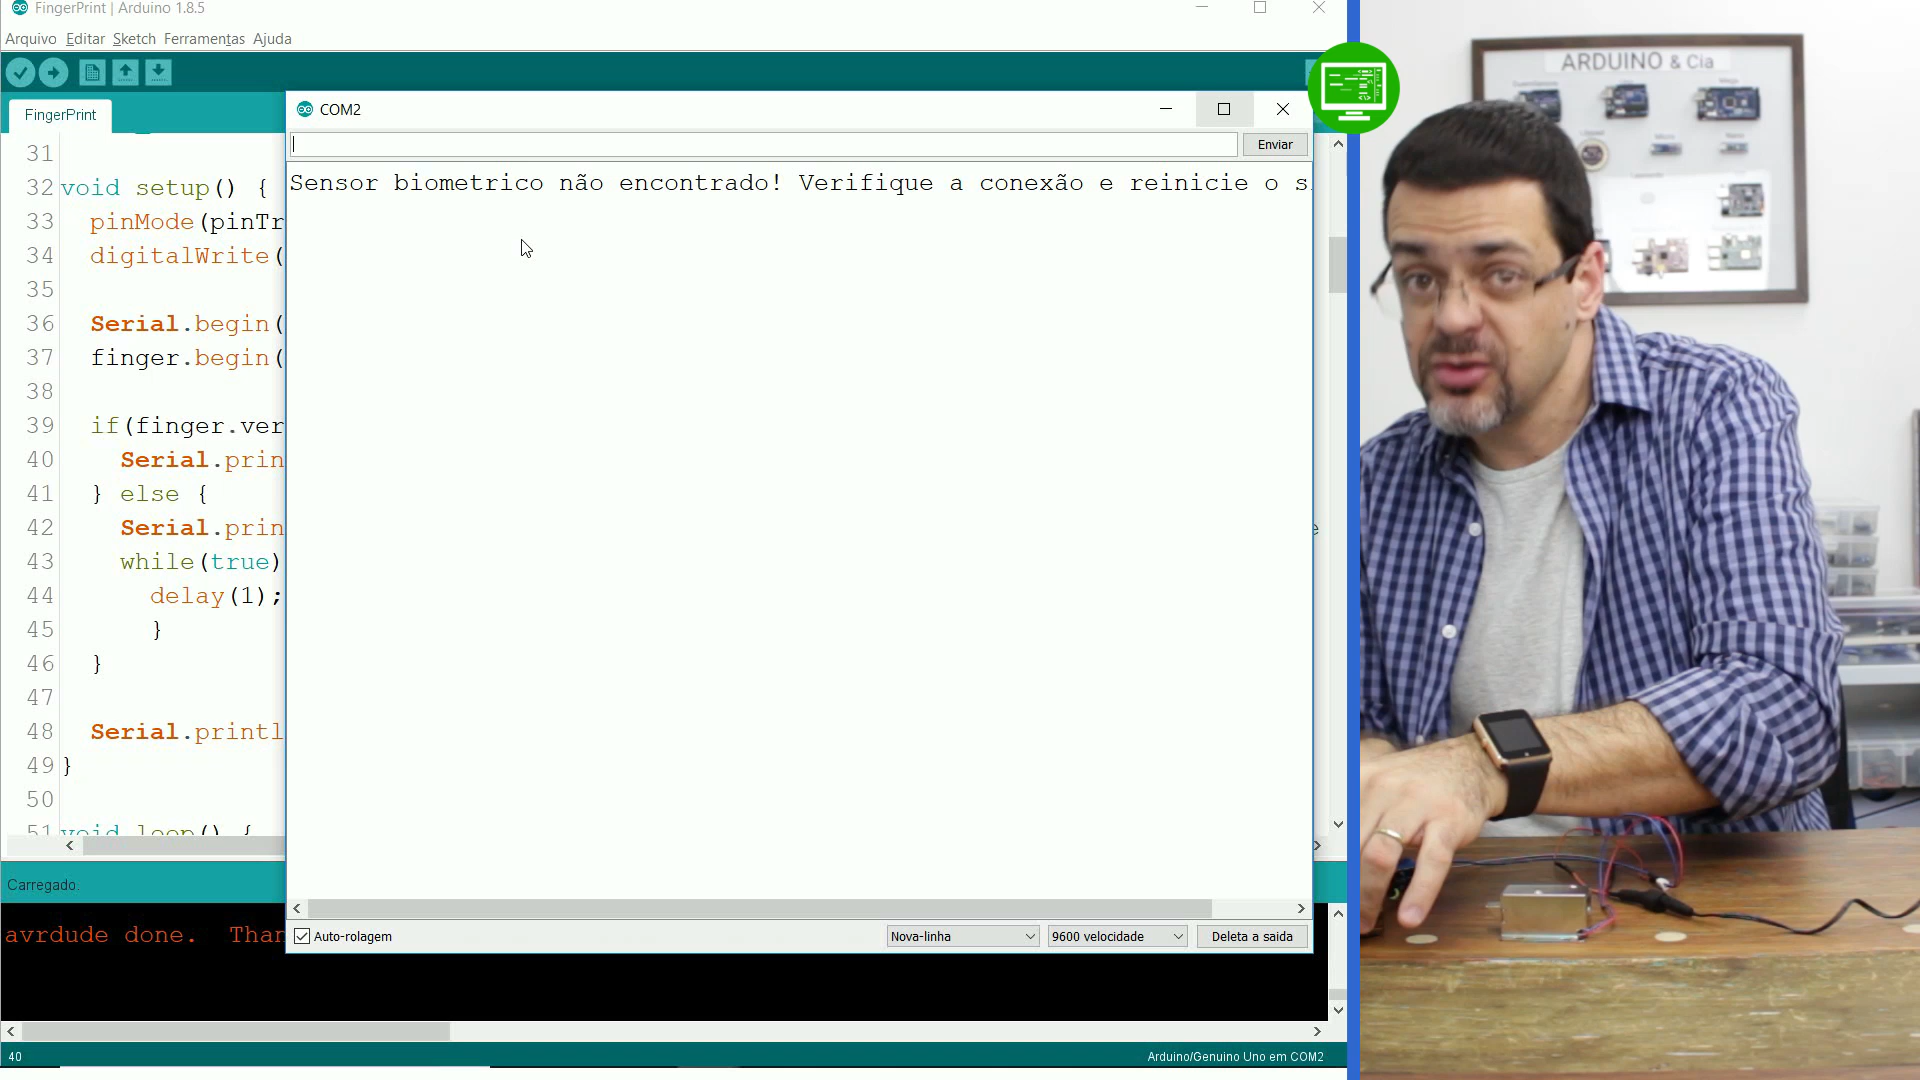 FingerPrint | Arduino 1.8.5
Arquivo Editar Sketch Ferramentas Ajuda
FingerPrint
COM2
Enviar
Sensor biometrico não encontrado! Verifique a conexão e reinicie o s
31
32 void setup() {
33 pinMode(pinTr
34 digitalWrite(
35
36 Serial.begin(
37 finger.begin(
38
39 if(finger.ver
40 Serial.prin
41 } else {
42 Serial.prin
43 while(true)
44 delay(1);
45 }
46 }
47
48 Serial.printl
49 }
50
51 void loop() {
Auto-rolagem
Nova-linha
9600 velocidade
Deleta a saida
Carregado.
avrdude done. Than
40
Arduino/Genuino Uno em COM2
ARDUINO & Cia